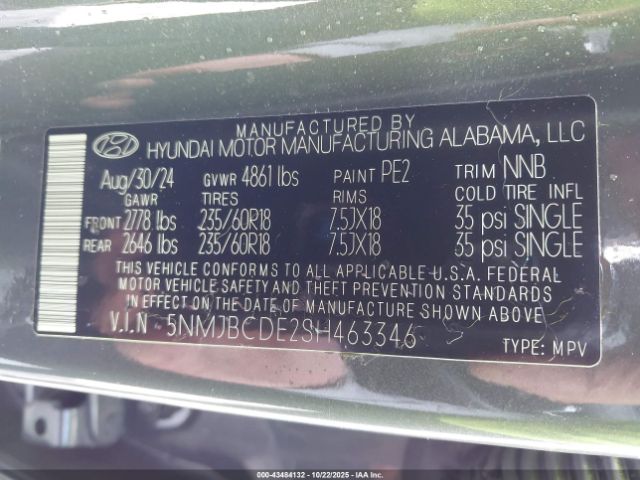 MANUFACTURED BY
HYUNDAI MOTOR MANUFACTURING ALABAMA, LLC
Aug/30/24 GVWR 4861 lbs PAINT PE2 TRIM NNB
GAWR TIRES RIMS COLD TIRE INFL
FRONT 2778 lbs 235/60R18 7.5JX18 35 psi SINGLE
REAR 2646 lbs 235/60R18 7.5JX18 35 psi SINGLE
THIS VEHICLE CONFORMS TO ALL APPLICABLE U.S.A. FEDERAL
MOTOR VEHICLE SAFETY AND THEFT PREVENTION STANDARDS
IN EFFECT ON THE DATE OF MANUFACTURE SHOWN ABOVE.
V.I.N 5NMJBCDE2SH463346
TYPE: MPV
000-43484132 - 10/22/2025 - COPYRIGHT IAA, LLC.